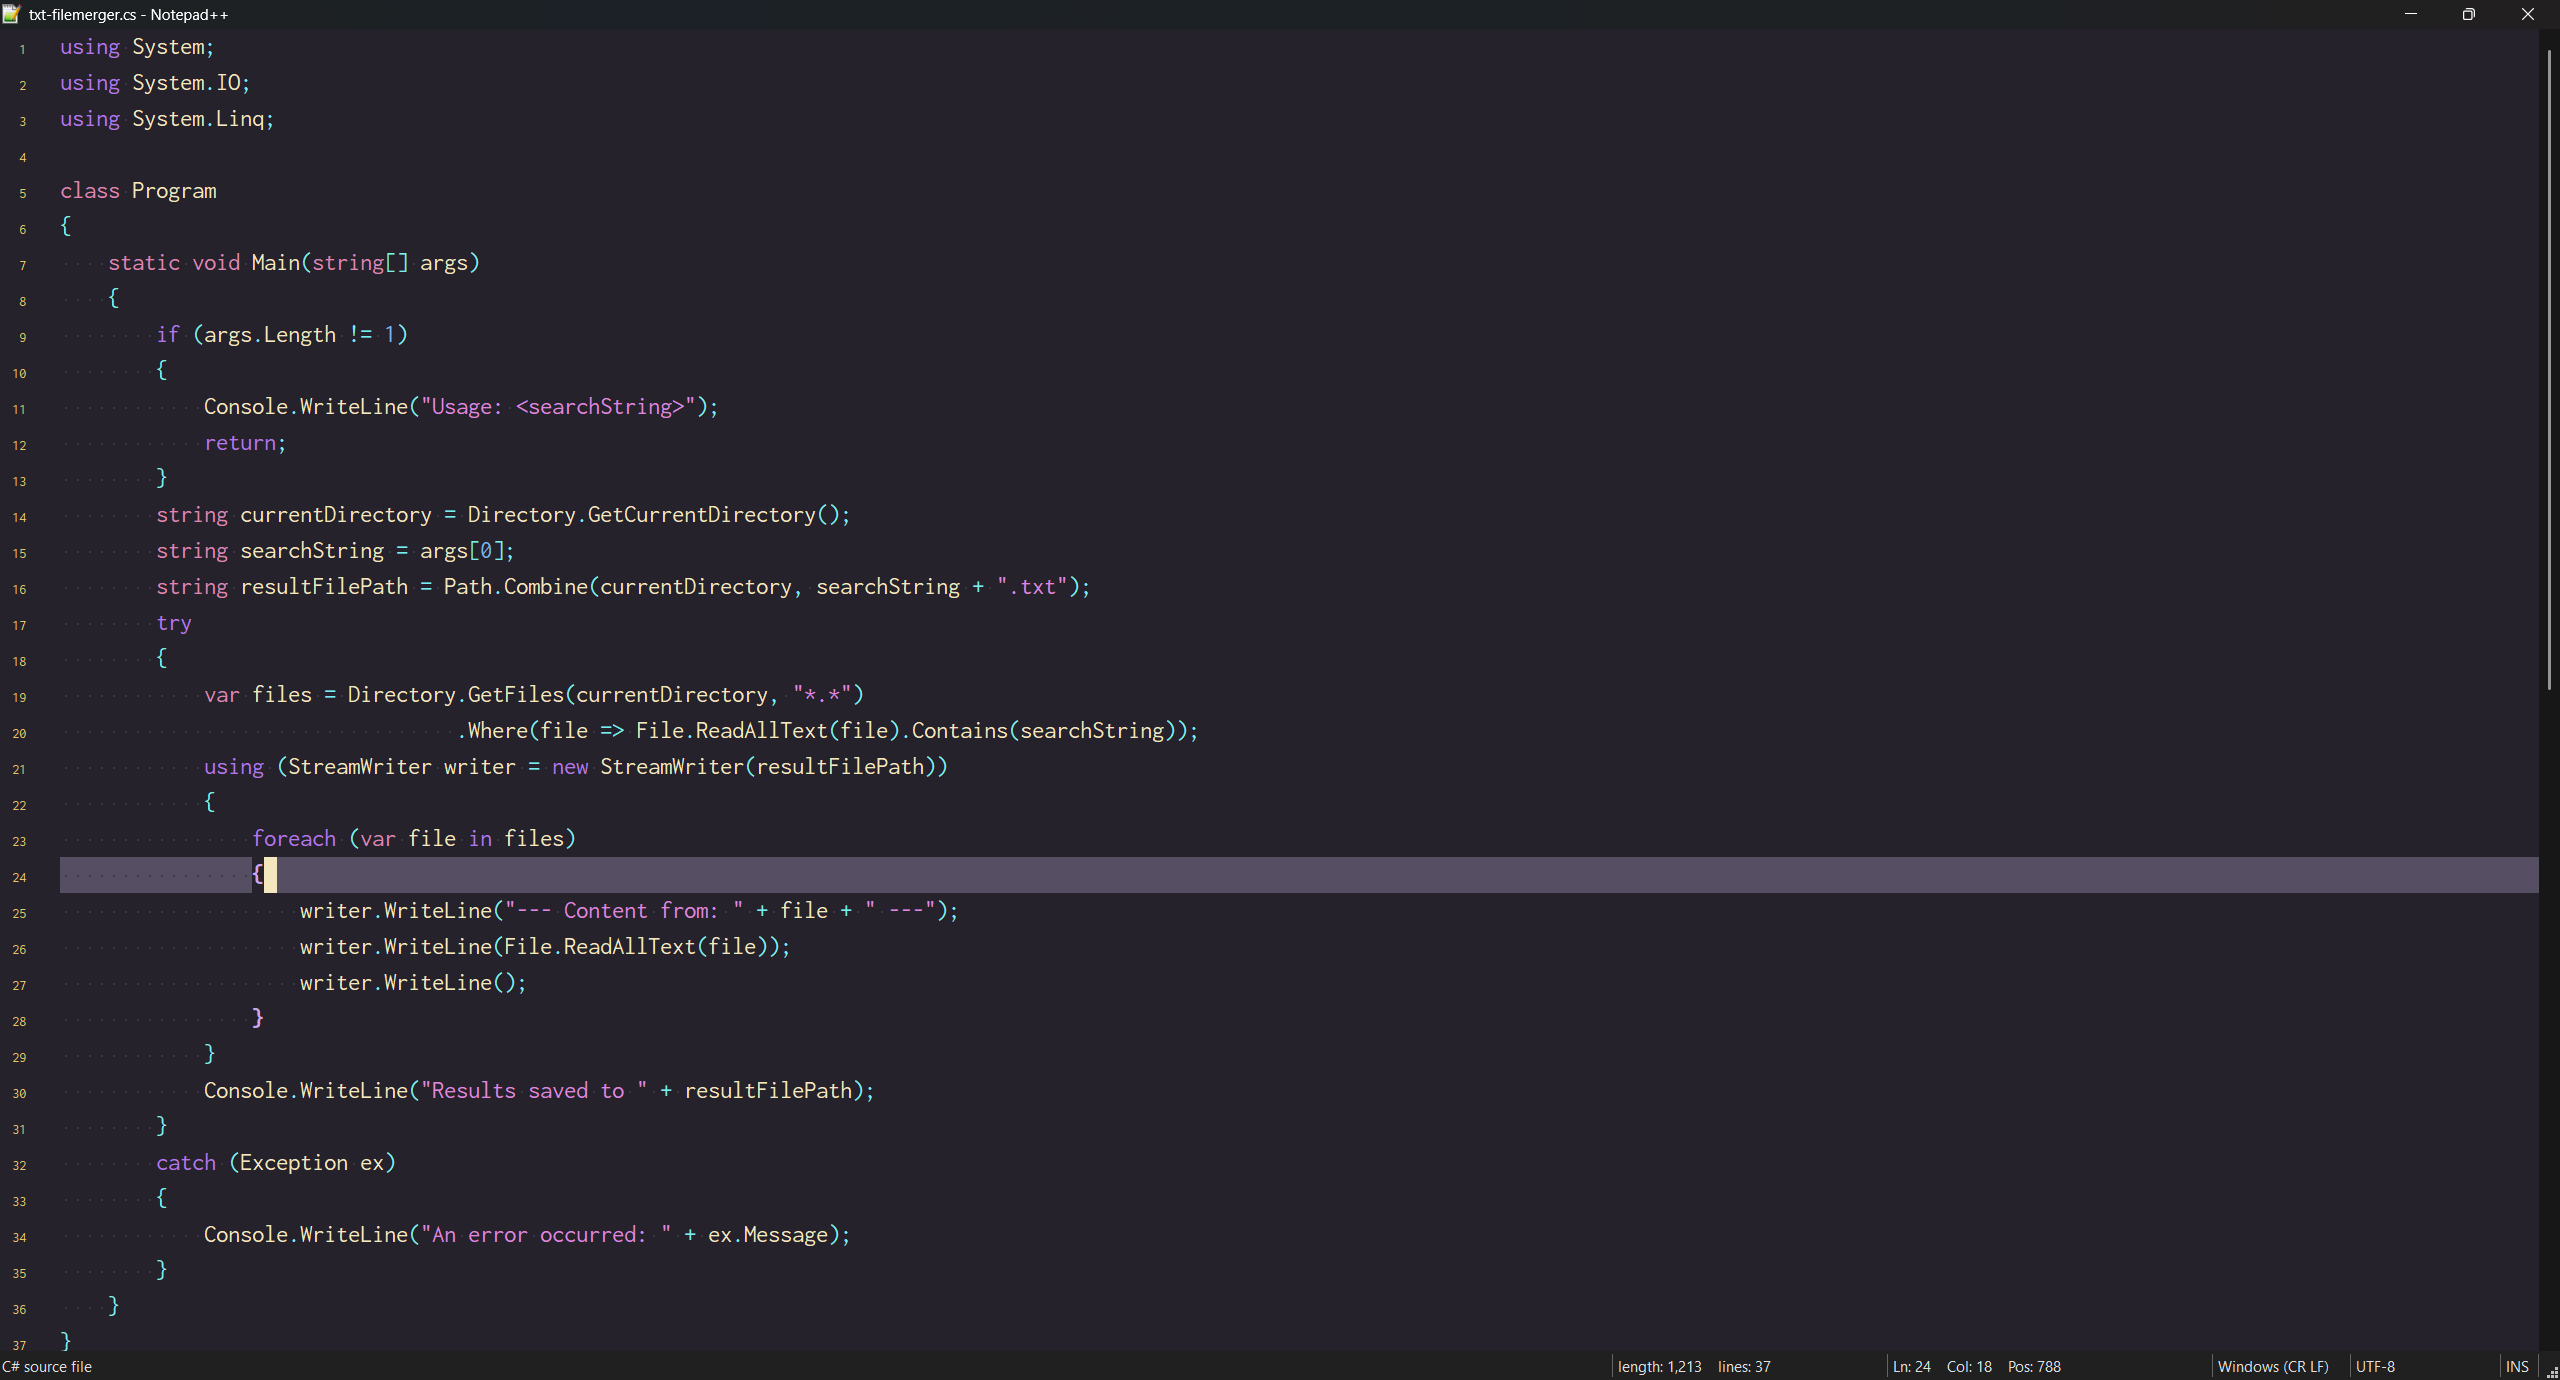 txt-filemerger.cs - Notepad++
1 using System;
2 using System.IO;
3 using System.Linq;
4
5 class Program
6 {
7     static void Main(string[] args)
8     {
9         if (args.Length != 1)
10         {
11             Console.WriteLine("Usage: <searchString>");
12             return;
13         }
14         string currentDirectory = Directory.GetCurrentDirectory();
15         string searchString = args[0];
16         string resultFilePath = Path.Combine(currentDirectory, searchString + ".txt");
17         try
18         {
19             var files = Directory.GetFiles(currentDirectory, "*.*")
20                                  .Where(file => File.ReadAllText(file).Contains(searchString));
21             using (StreamWriter writer = new StreamWriter(resultFilePath))
22             {
23                 foreach (var file in files)
24                 {
25                     writer.WriteLine("--- Content from: " + file + " ---");
26                     writer.WriteLine(File.ReadAllText(file));
27                     writer.WriteLine();
28                 }
29             }
30             Console.WriteLine("Results saved to " + resultFilePath);
31         }
32         catch (Exception ex)
33         {
34             Console.WriteLine("An error occurred: " + ex.Message);
35         }
36     }
37 }
C# source file length: 1,213 lines: 37 Ln: 24 Col: 18 Pos: 788 Windows (CR LF) UTF-8 INS